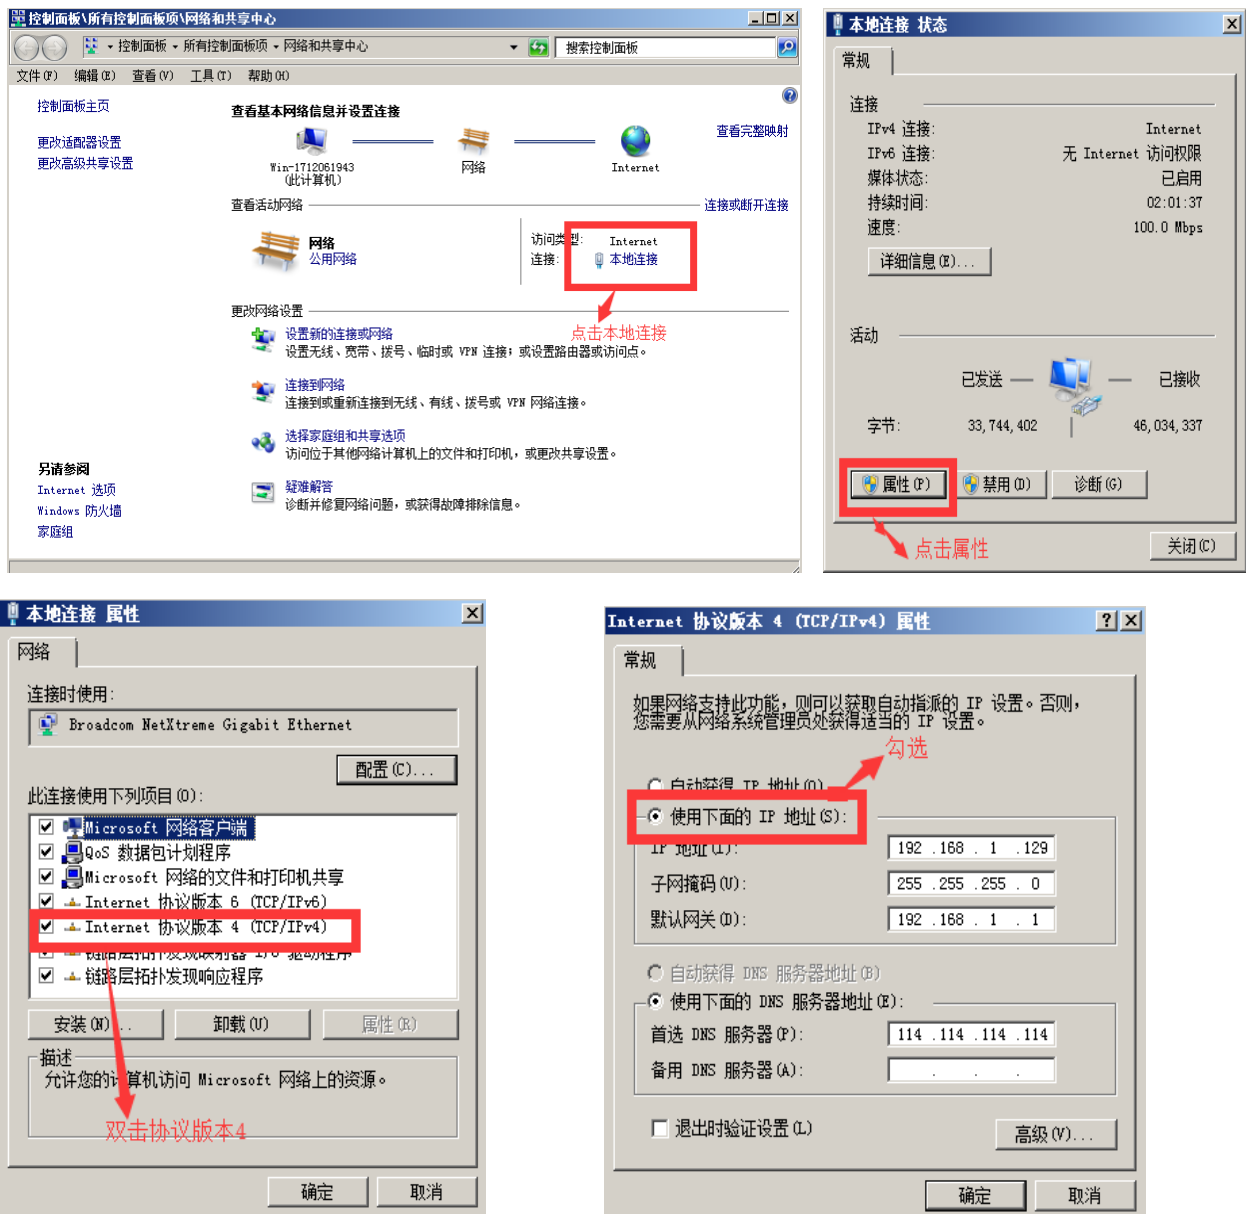 控制面板\所有控制面板项\网络和共享中心
控制面板 ▾ 所有控制面板项 ▾ 网络和共享中心
搜索控制面板
文件(F) 编辑(E) 查看(V) 工具(T) 帮助(H)
控制面板主页
更改适配器设置
更改高级共享设置
查看基本网络信息并设置连接
查看完整映射
Win-1712061943
(此计算机)
网络
Internet
查看活动网络
连接或断开连接
网络
公用网络
访问类型: Internet
连接: 本地连接
更改网络设置
点击本地连接
设置新的连接或网络
设置无线、宽带、拨号、临时或 VPN 连接；或设置路由器或访问点。
连接到网络
连接到或重新连接到无线、有线、拨号或 VPN 网络连接。
选择家庭组和共享选项
访问位于其他网络计算机上的文件和打印机，或更改共享设置。
疑难解答
诊断并修复网络问题，或获得故障排除信息。
另请参阅
Internet 选项
Windows 防火墙
家庭组
本地连接 状态
常规
连接
IPv4 连接: Internet
IPv6 连接: 无 Internet 访问权限
媒体状态: 已启用
持续时间: 02:01:37
速度: 100.0 Mbps
详细信息(E)...
活动
已发送 — — 已接收
字节: 33,744,402 | 46,034,337
属性(P) 禁用(D) 诊断(G)
点击属性
关闭(C)
本地连接 属性
网络
连接时使用:
Broadcom NetXtreme Gigabit Ethernet
配置(C)...
此连接使用下列项目(O):
Microsoft 网络客户端
QoS 数据包计划程序
Microsoft 网络的文件和打印机共享
Internet 协议版本 6 (TCP/IPv6)
Internet 协议版本 4 (TCP/IPv4)
链路层拓扑发现映射器 I/O 驱动程序
链路层拓扑发现响应程序
安装(N)... 卸载(U) 属性(R)
描述
允许您的计算机访问 Microsoft 网络上的资源。
双击协议版本4
确定 取消
Internet 协议版本 4 (TCP/IPv4) 属性
常规
如果网络支持此功能，则可以获取自动指派的 IP 设置。否则，
您需要从网络系统管理员处获得适当的 IP 设置。
勾选
自动获得 IP 地址(O)
使用下面的 IP 地址(S):
IP 地址(I): 192 .168 . 1 .129
子网掩码(U): 255 .255 .255 . 0
默认网关(D): 192 .168 . 1 . 1
自动获得 DNS 服务器地址(B)
使用下面的 DNS 服务器地址(E):
首选 DNS 服务器(P): 114 .114 .114 .114
备用 DNS 服务器(A): . . .
退出时验证设置(L)
高级(V)...
确定 取消